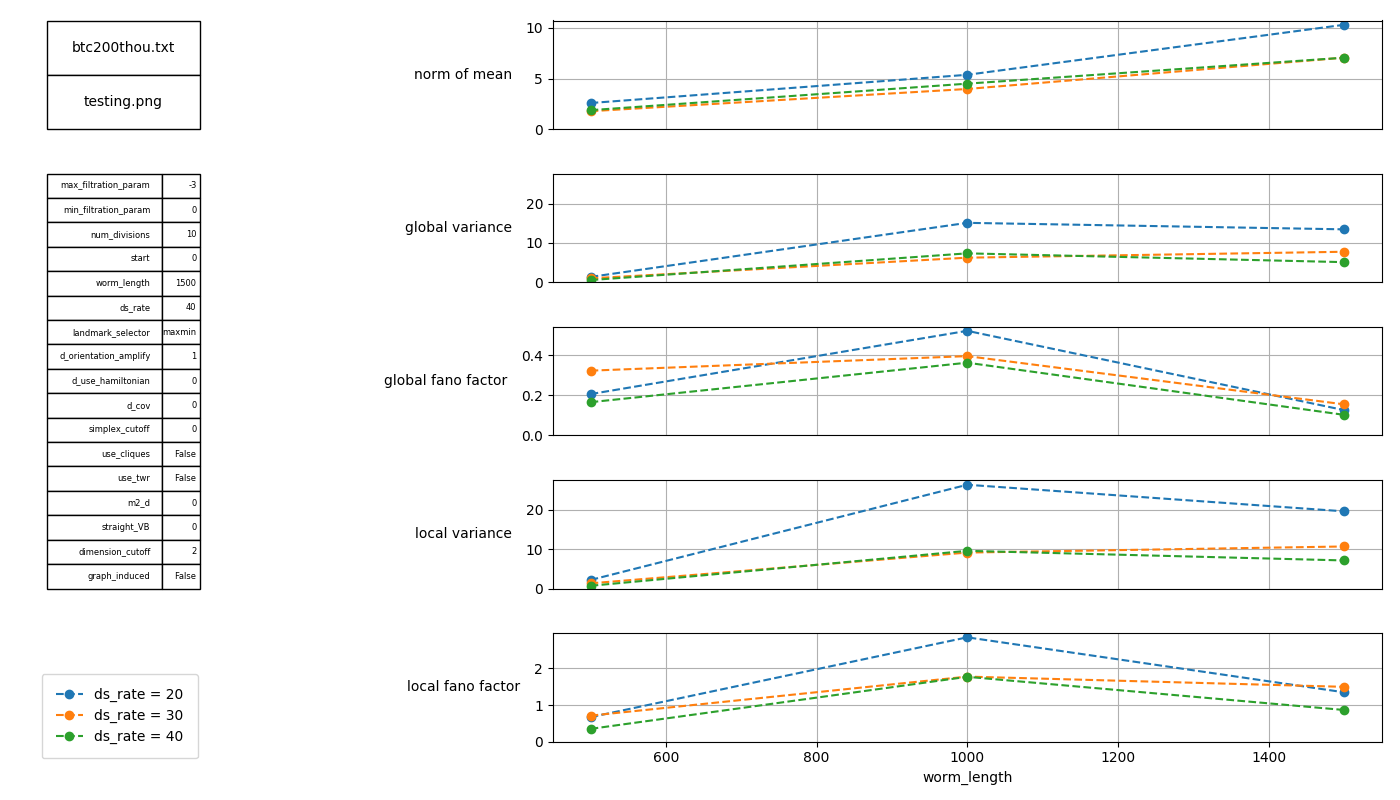 btc200thou.txt
testing.png
max_filtration_param -3
min_filtration_param 0
num_divisions 10
start 0
worm_length 1500
ds_rate 40
landmark_selector maxmin
d_orientation_amplify 1
d_use_hamiltonian 0
d_cov 0
simplex_cutoff 0
use_cliques False
use_twr False
m2_d 0
straight_VB 0
dimension_cutoff 2
graph_induced False
ds_rate = 20
ds_rate = 30
ds_rate = 40
norm of mean
10
5
0
global variance
20
10
0
global fano factor
0.4
0.2
0.0
local variance
20
10
0
local fano factor
2
1
0
600 800 1000 1200 1400
worm_length